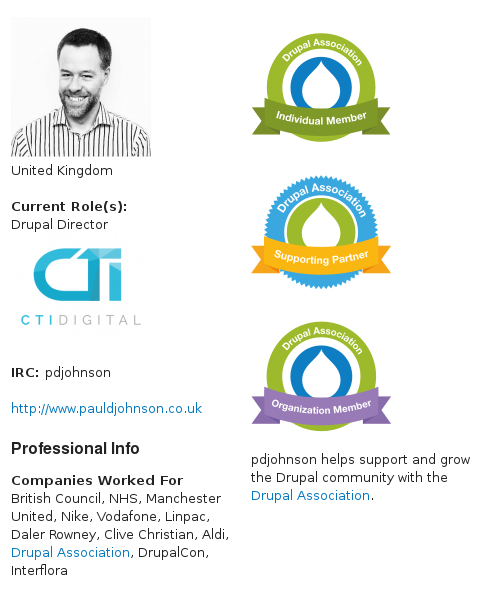 United Kingdom
Current Role(s):
Drupal Director
CTi
CTIDIGITAL
IRC: pdjohnson
http://www.pauldjohnson.co.uk
Professional Info
Companies Worked For
British Council, NHS, Manchester
United, Nike, Vodafone, Linpac,
Daler Rowney, Clive Christian, Aldi,
Drupal Association, DrupalCon,
Interflora
Drupal Association
Individual Member
Drupal Association
Supporting Partner
Drupal Association
Organization Member
pdjohnson helps support and grow
the Drupal community with the
Drupal Association.